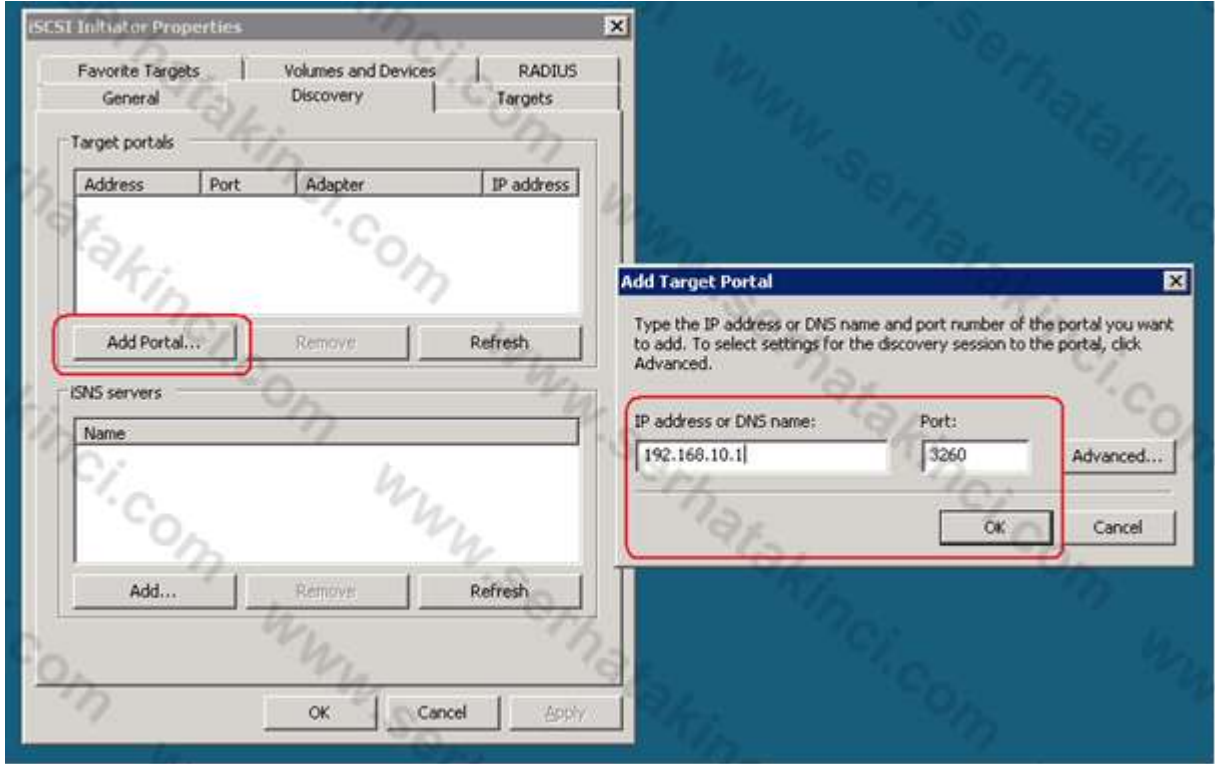 iSCSI Initiator Properties
Favorite Targets Volumes and Devices RADIUS
General Discovery Targets
Target portals
Address Port Adapter IP address
Add Portal... Remove Refresh
iSNS servers
Name
Add... Remove Refresh
OK Cancel Apply
Add Target Portal
Type the IP address or DNS name and port number of the portal you want
to add. To select settings for the discovery session to the portal, click
Advanced.
IP address or DNS name: Port:
192.168.10.1 3260 Advanced...
OK Cancel
www.serhatakinci.com